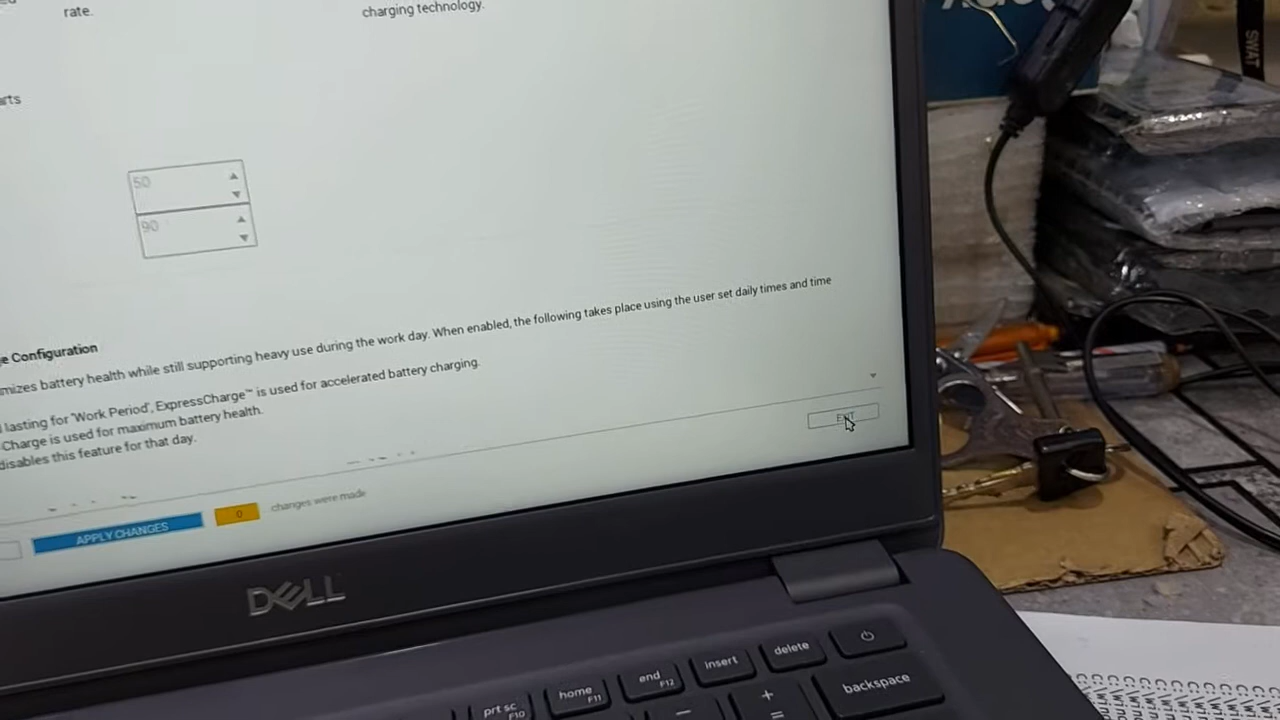 rate.
charging technology.
arts
50
90
e Configuration
mizes battery health while still supporting heavy use during the work day. When enabled, the following takes place using the user set daily times and time
lasting for 'Work Period', ExpressCharge™ is used for accelerated battery charging.
Charge is used for maximum battery health.
disables this feature for that day.
EXIT
APPLY CHANGES
0
changes were made
DELL
prt sc
F10
home
F11
end
F12
insert
delete
backspace
+
=
SWAT